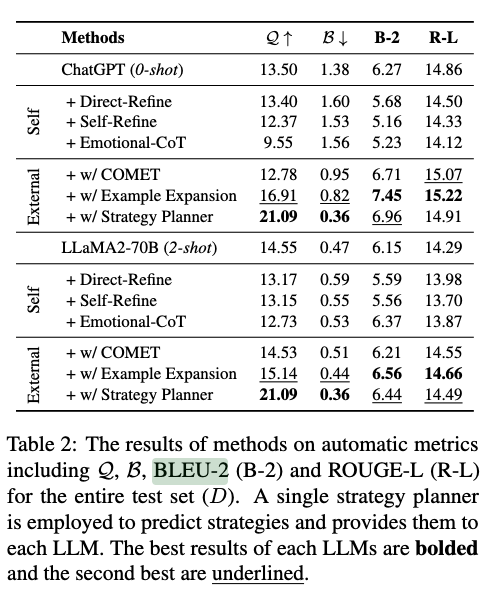 Methods Q ↑ B ↓ B-2 R-L
ChatGPT (0-shot) 13.50 1.38 6.27 14.86
Self
+ Direct-Refine 13.40 1.60 5.68 14.50
+ Self-Refine 12.37 1.53 5.16 14.33
+ Emotional-CoT 9.55 1.56 5.23 14.12
External
+ w/ COMET 12.78 0.95 6.71 15.07
+ w/ Example Expansion 16.91 0.82 7.45 15.22
+ w/ Strategy Planner 21.09 0.36 6.96 14.91
LLaMA2-70B (2-shot) 14.55 0.47 6.15 14.29
Self
+ Direct-Refine 13.17 0.59 5.59 13.98
+ Self-Refine 13.15 0.55 5.56 13.70
+ Emotional-CoT 12.73 0.53 6.37 13.87
External
+ w/ COMET 14.53 0.51 6.21 14.55
+ w/ Example Expansion 15.14 0.44 6.56 14.66
+ w/ Strategy Planner 21.09 0.36 6.44 14.49
Table 2: The results of methods on automatic metrics
including Q, B, BLEU-2 (B-2) and ROUGE-L (R-L)
for the entire test set (D). A single strategy planner
is employed to predict strategies and provides them to
each LLM. The best results of each LLMs are bolded
and the second best are underlined.